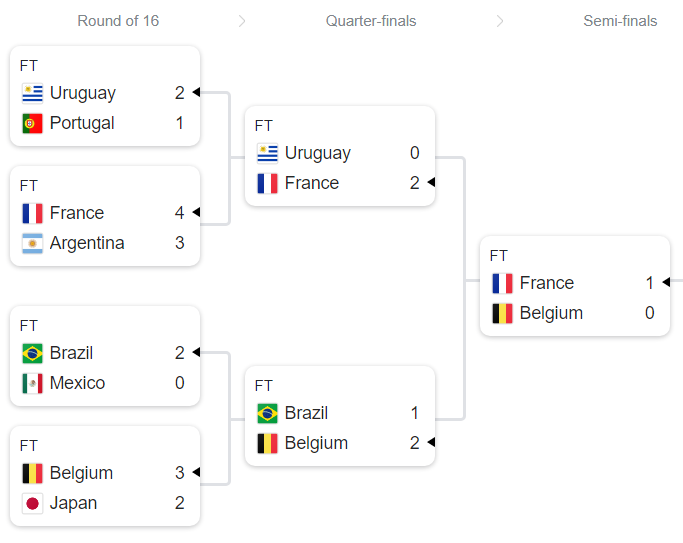 Round of 16
Quarter-finals
Semi-finals
FT
Uruguay 2
Portugal 1
FT
France 4
Argentina 3
FT
Brazil 2
Mexico 0
FT
Belgium 3
Japan 2
FT
Uruguay 0
France 2
FT
Brazil 1
Belgium 2
FT
France 1
Belgium 0